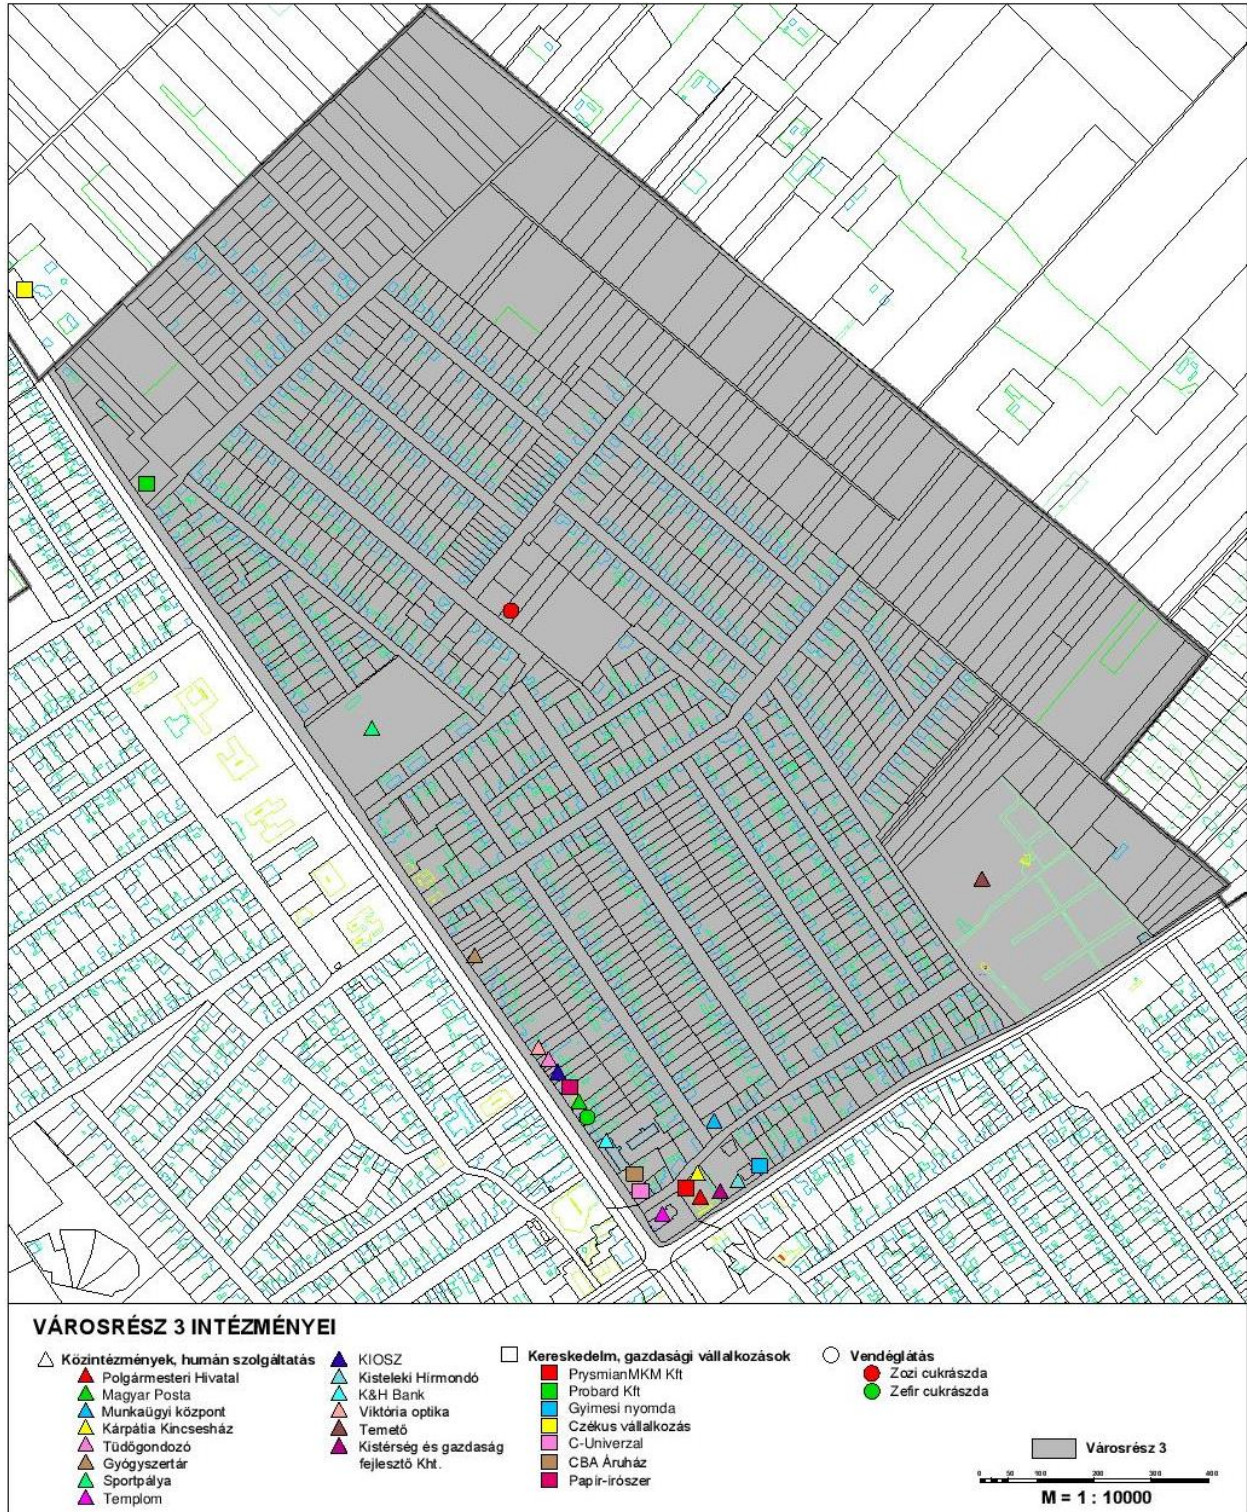 VÁROSRÉSZ 3 INTÉZMÉNYEI
Közintézmények, humán szolgáltatás
Polgármesteri Hivatal
Magyar Posta
Munkaügyi központ
Kárpátia Kincsesház
Tüdőgondozó
Gyógyszertár
Sportpálya
Templom
KIOSZ
Kisteleki Hirmondó
K&H Bank
Viktória optika
Temető
Kistérség és gazdaság
fejlesztő Kht.
Kereskedelm, gazdasági vállalkozások
PrysmianMKM Kft
Probard Kft
Gyimesi nyomda
Czékus vállalkozás
C-Univerzal
CBA Áruház
Papír-írószer
Vendéglátás
Zozi cukrászda
Zefir cukrászda
Városrész 3
0 50 100 200 300 400
M = 1 : 10000